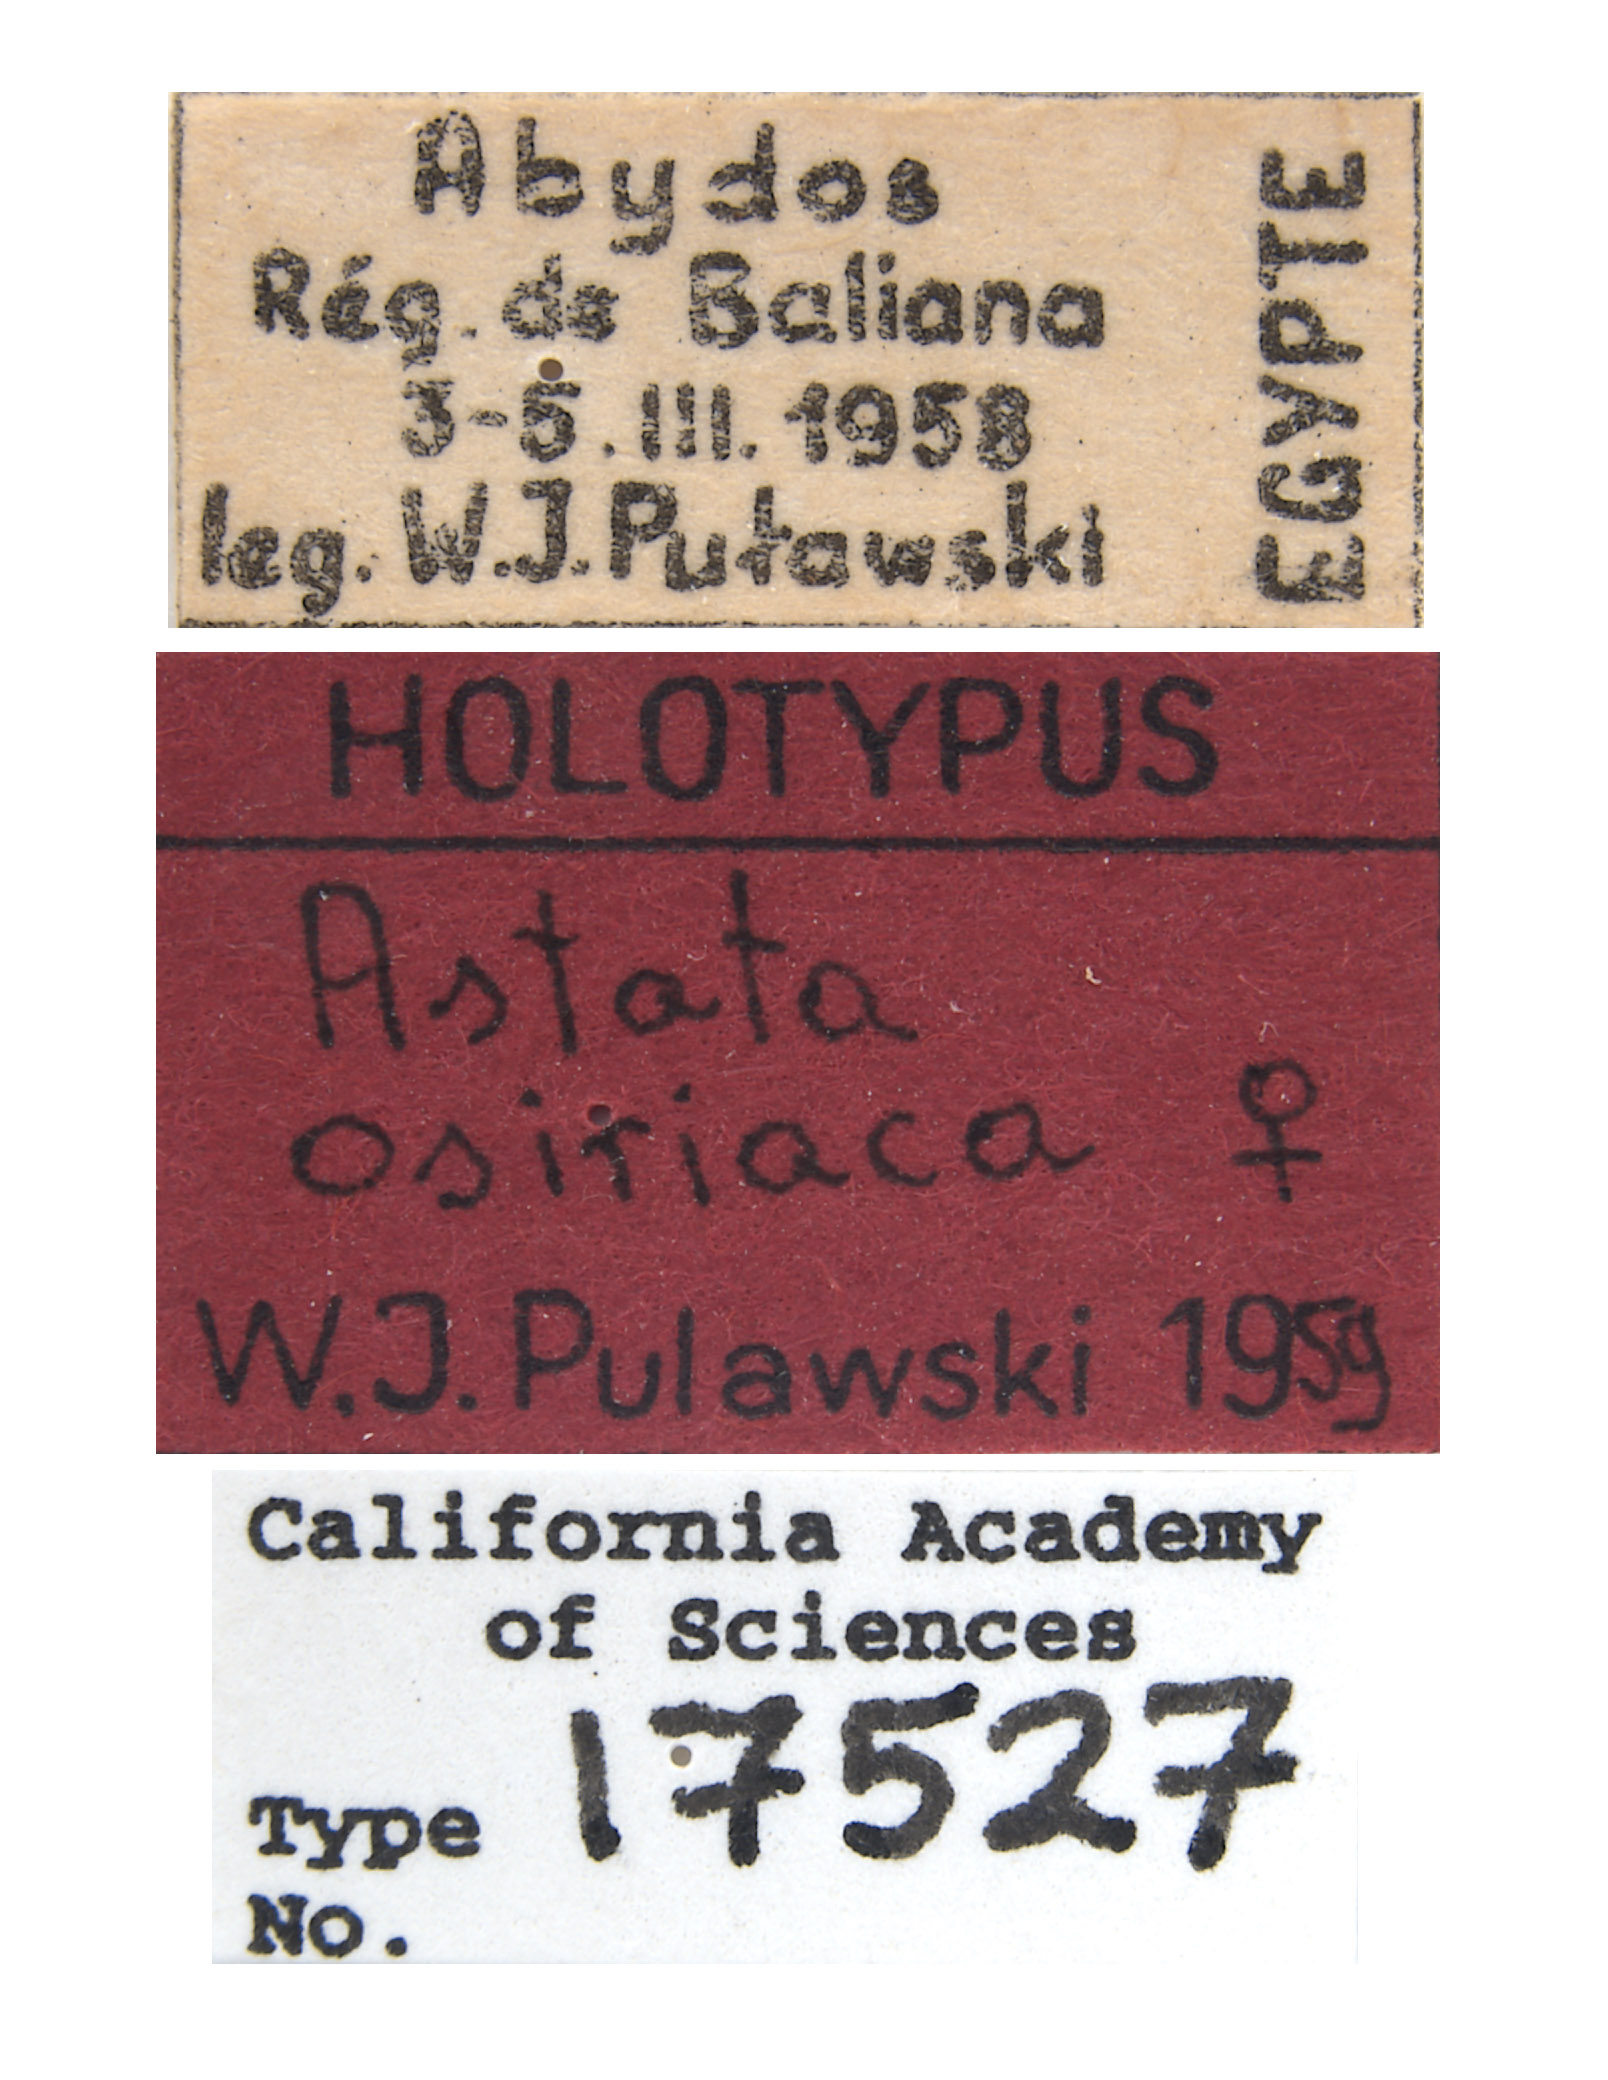 Abydos
Rég. de Baliana
3-5.III.1958
leg. W.J. Puławski
EGYPTE
HOLOTYPUS
Astata
osiriaca ♀
W.J. Pulawski 1959
California Academy
of Sciences
Type 17527
No.